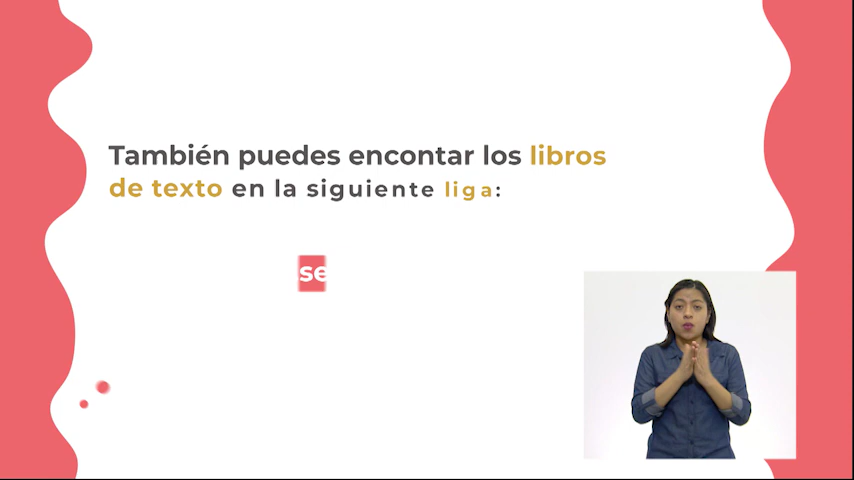 También puedes encontar los libros
de texto en la siguiente liga:
se